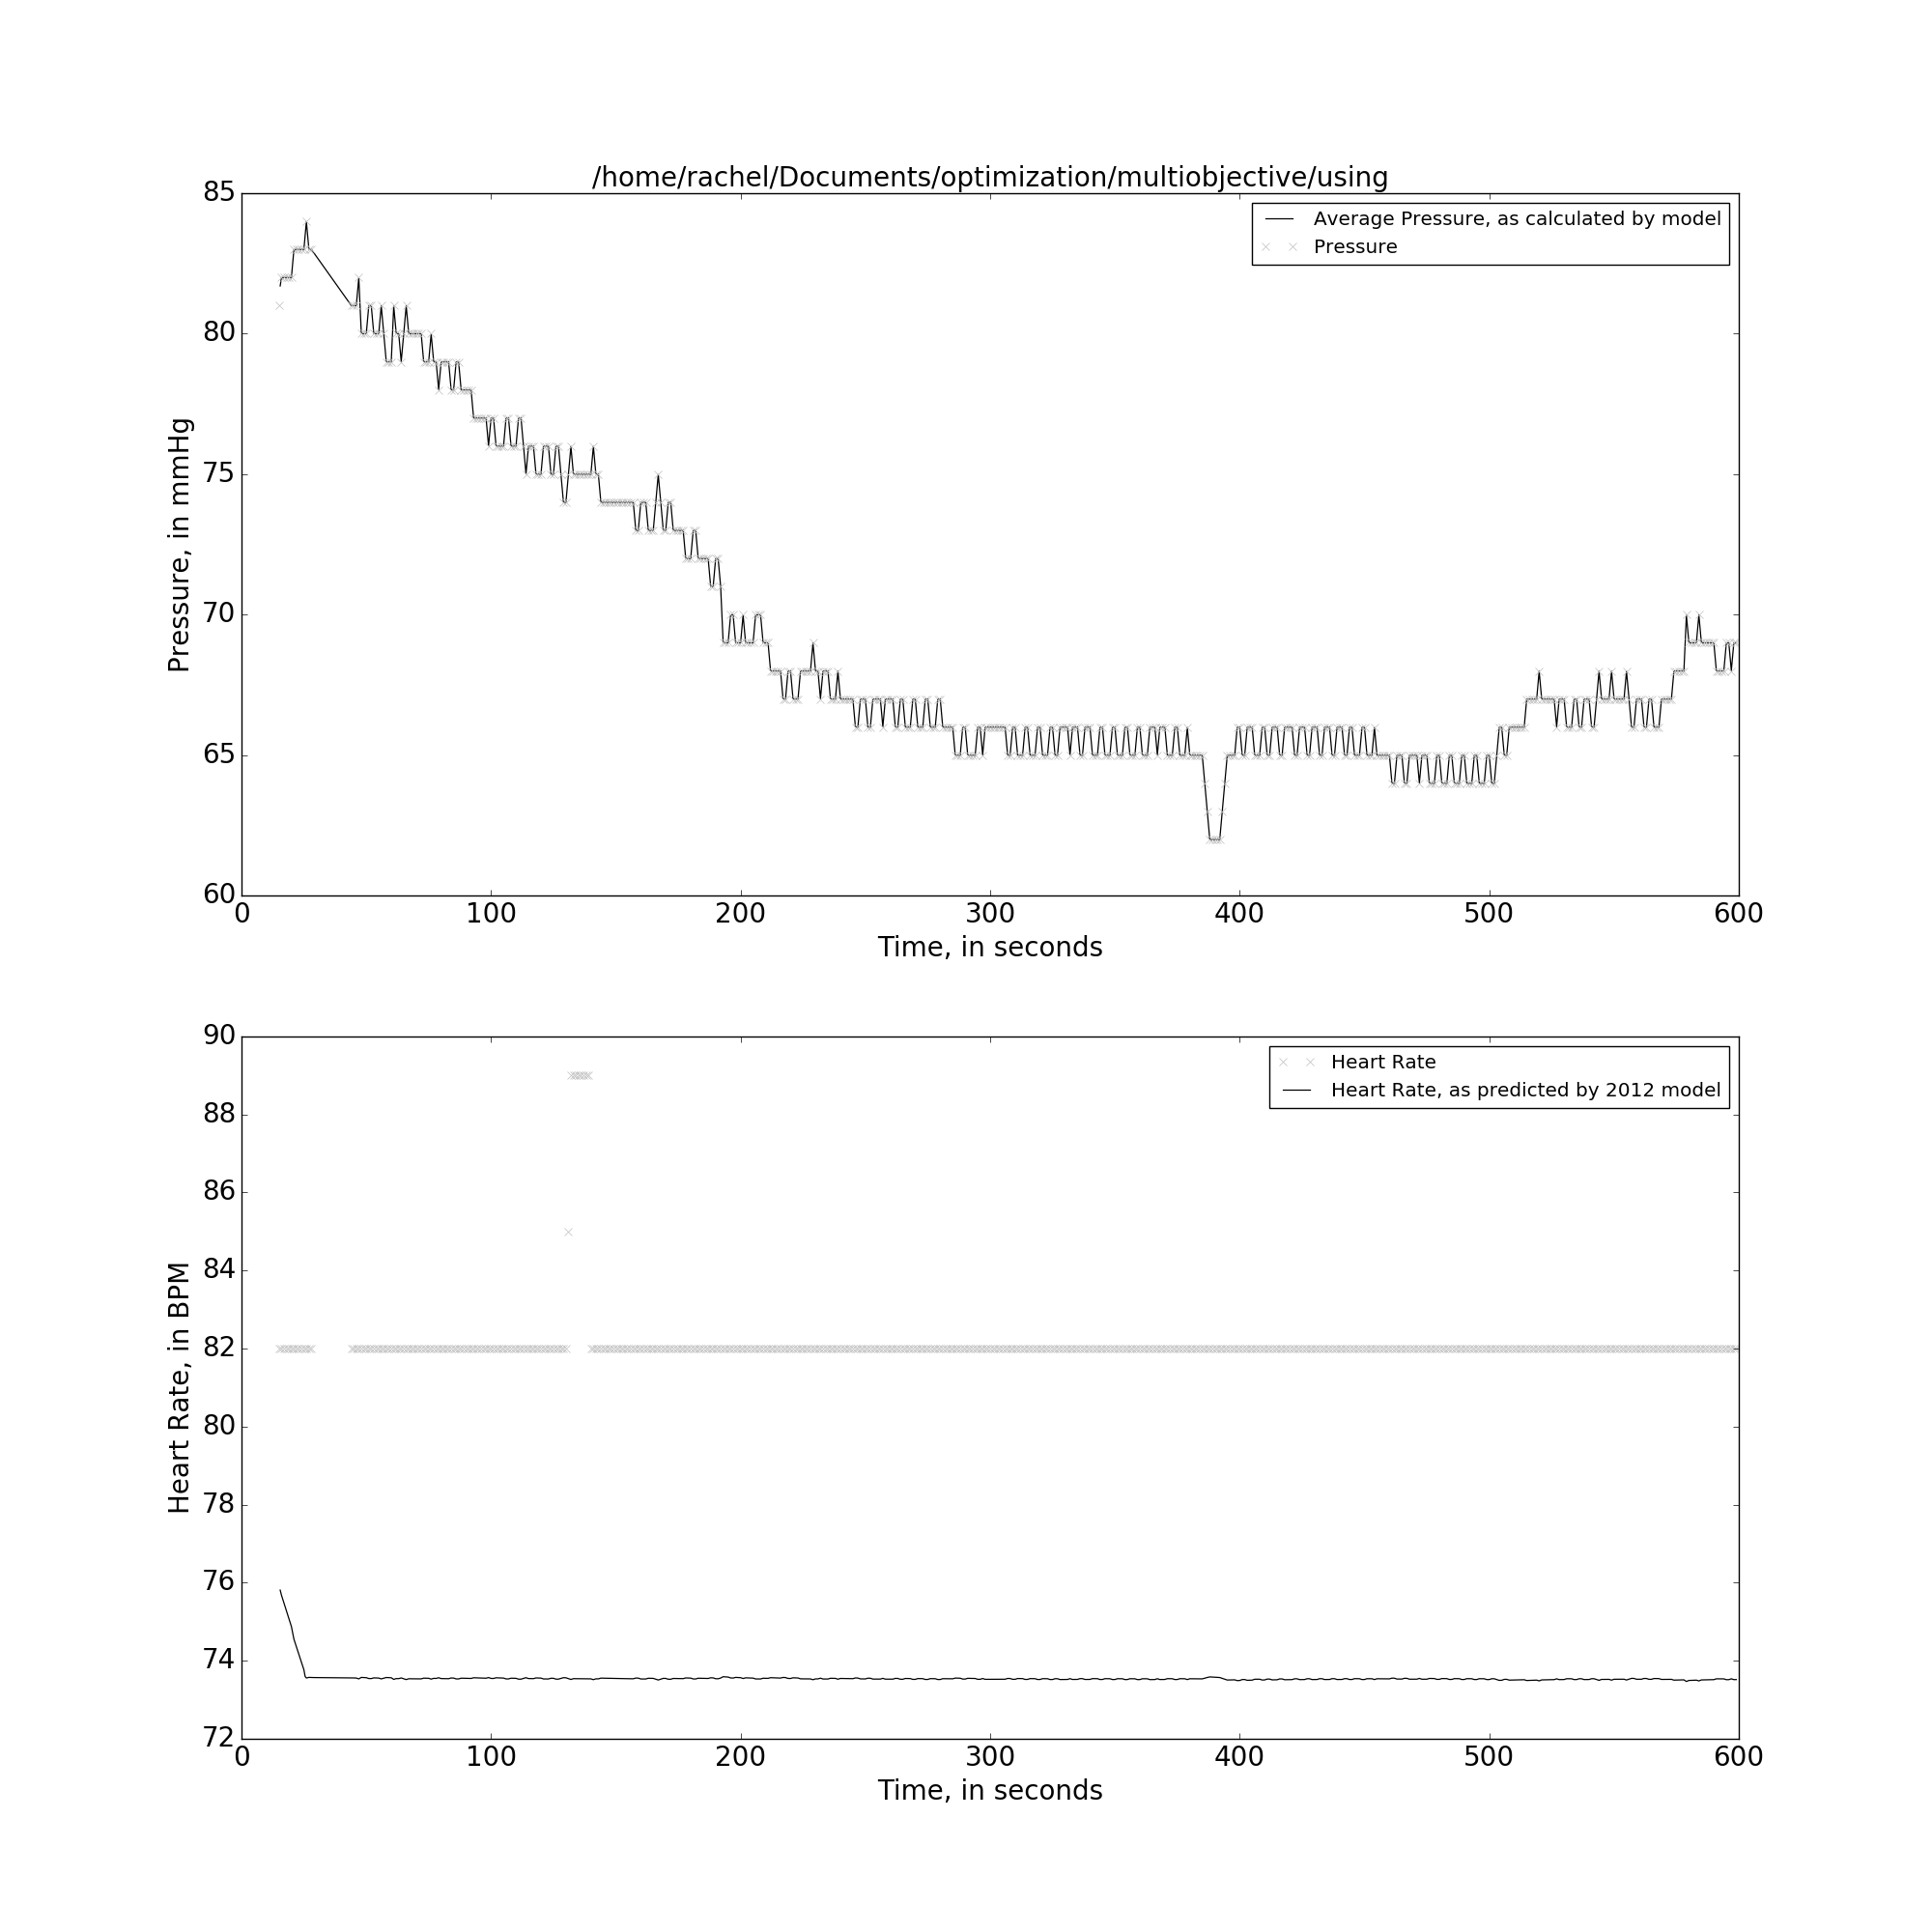 /home/rachel/Documents/optimization/multiobjective/using
85
80
75
70
65
60
Pressure, in mmHg
Average Pressure, as calculated by model
Pressure
0 100 200 300 400 500 600
Time, in seconds
90
88
86
84
82
80
78
76
74
72
Heart Rate, in BPM
Heart Rate
Heart Rate, as predicted by 2012 model
0 100 200 300 400 500 600
Time, in seconds